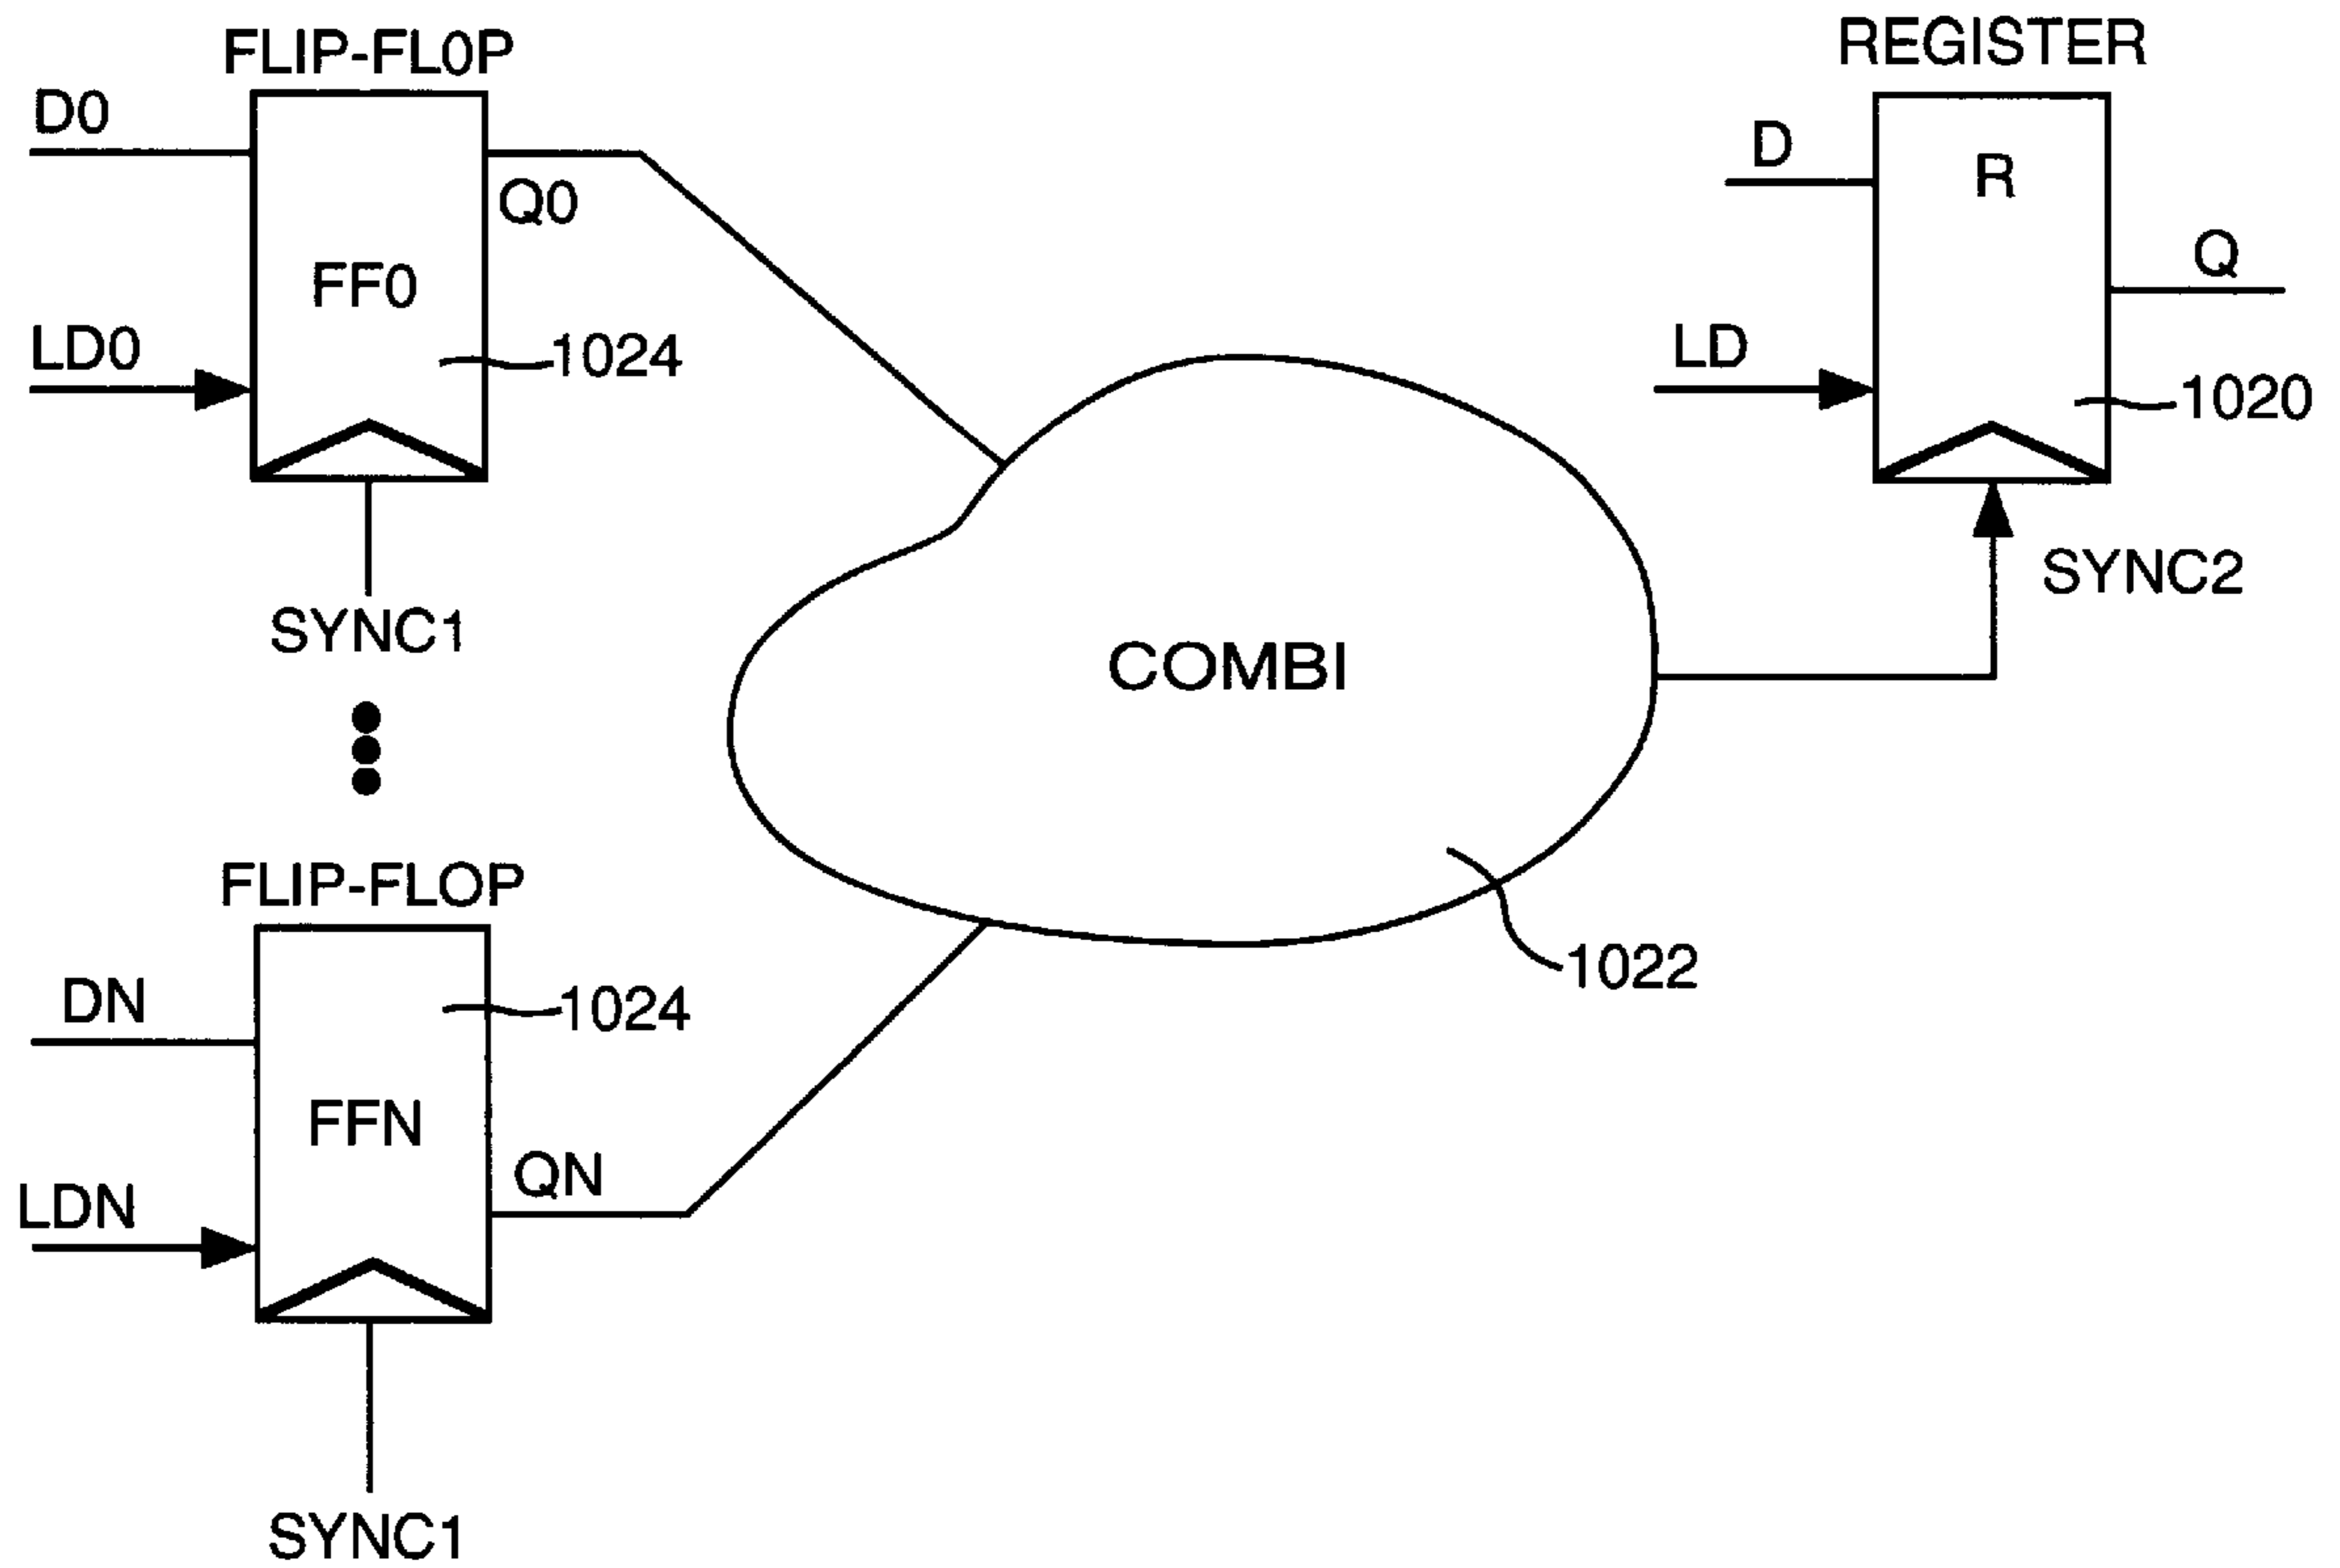 FLIP-FL0P
REGISTER
D0
D
R
Q0
Q
FF0
LD0
1024
LD
1020
SYNC2
SYNC1
COMBI
FLIP-FLOP
DN
1024
1022
FFN
QN
LDN
SYNC1